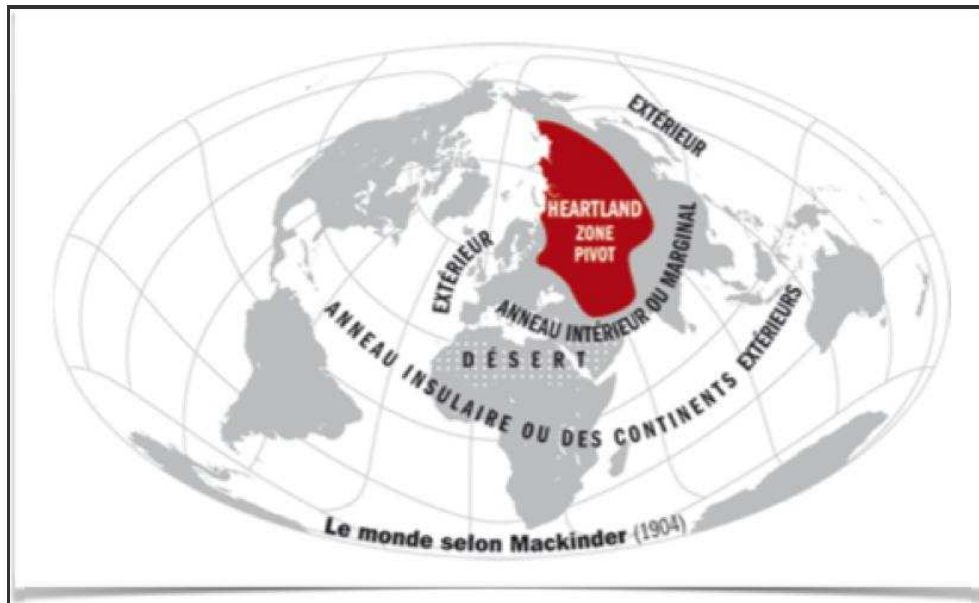 EXTÉRIEUR
HEARTLAND
ZONE
PIVOT
EXTÉRIEUR
ANNEAU INTÉRIEUR OU MARGINAL
DÉSERT
ANNEAU INSULAIRE OU DES CONTINENTS EXTÉRIEURS
Le monde selon Mackinder (1904)